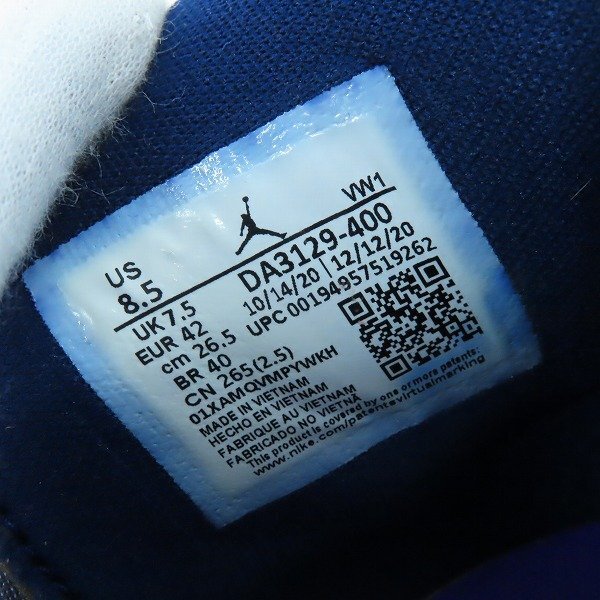 US
8.5
UK 7.5
EUR 42
cm 26.5
BR 40
CN 265 (2.5)
VW1
DA3129-400
10/14/20 | 12/12/20
UPC 00194957519262
01XAMQVMPYWKH
MADE IN VIETNAM
HECHO EN VIETNAM
FABRIQUE AU VIETNAM
FABRICADO NO VIETNÃ
This product is covered by one or more patents.
www.nike.com/patentsvirtualmarking